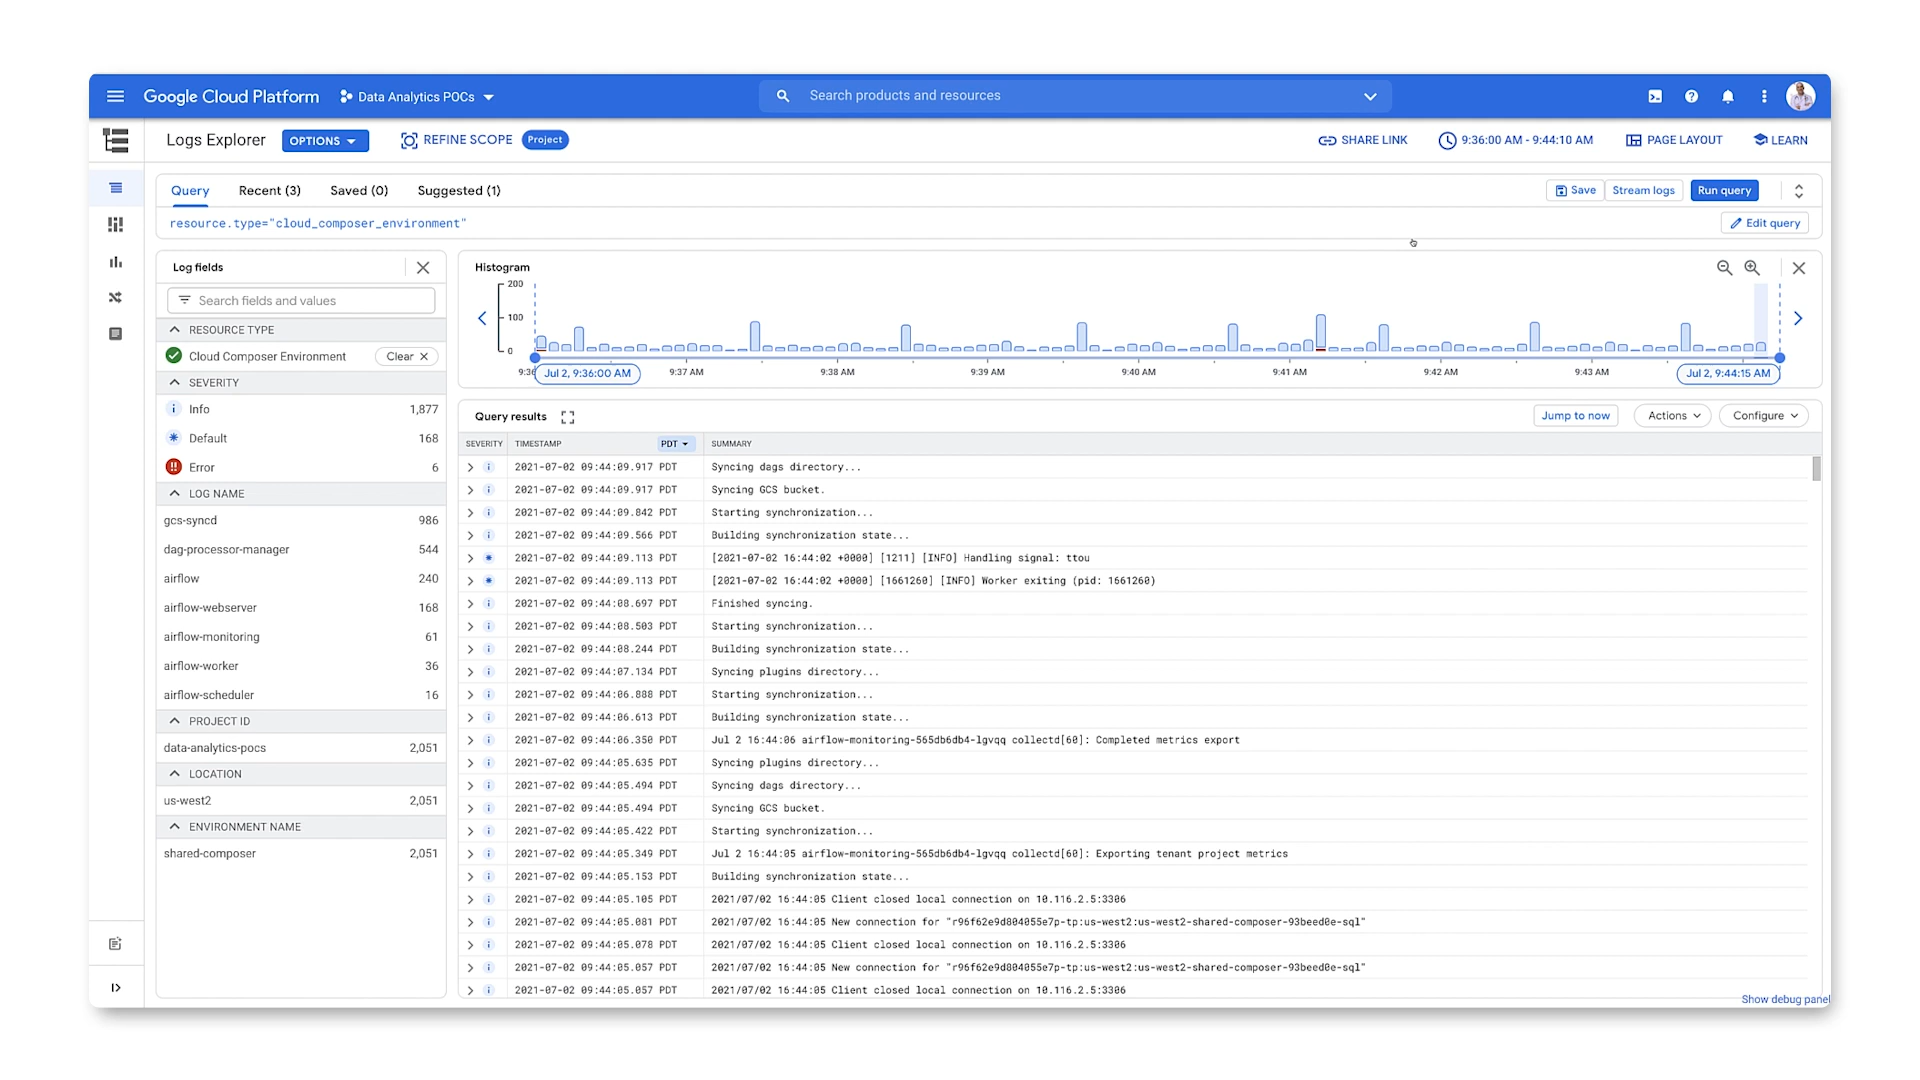 Google Cloud Platform Data Analytics POCs Search products and resources
Logs Explorer OPTIONS REFINE SCOPE Project SHARE LINK 9:36:00 AM - 9:44:10 AM PAGE LAYOUT LEARN
Query Recent (3) Saved (0) Suggested (1) Save Stream logs Run query
resource.type="cloud_composer_environment" Edit query
Log fields
Search fields and values
RESOURCE TYPE
Cloud Composer Environment Clear
SEVERITY
Info 1,877
Default 168
Error 6
LOG NAME
gcs-syncd 986
dag-processor-manager 544
airflow 240
airflow-webserver 168
airflow-monitoring 61
airflow-worker 36
airflow-scheduler 16
PROJECT ID
data-analytics-pocs 2,051
LOCATION
us-west2 2,051
ENVIRONMENT NAME
shared-composer 2,051
Histogram
200
100
0
9:36 9:37 AM 9:38 AM 9:39 AM 9:40 AM 9:41 AM 9:42 AM 9:43 AM
Jul 2, 9:36:00 AM Jul 2, 9:44:15 AM
Query results Jump to now Actions Configure
SEVERITY TIMESTAMP PDT SUMMARY
2021-07-02 09:44:09.917 PDT Syncing dags directory...
2021-07-02 09:44:09.917 PDT Syncing GCS bucket.
2021-07-02 09:44:09.842 PDT Starting synchronization...
2021-07-02 09:44:09.566 PDT Building synchronization state...
2021-07-02 09:44:09.113 PDT [2021-07-02 16:44:02 +0000] [1211] [INFO] Handling signal: ttou
2021-07-02 09:44:09.113 PDT [2021-07-02 16:44:02 +0000] [1661260] [INFO] Worker exiting (pid: 1661260)
2021-07-02 09:44:08.697 PDT Finished syncing.
2021-07-02 09:44:08.503 PDT Starting synchronization...
2021-07-02 09:44:08.244 PDT Building synchronization state...
2021-07-02 09:44:07.134 PDT Syncing plugins directory...
2021-07-02 09:44:06.888 PDT Starting synchronization...
2021-07-02 09:44:06.613 PDT Building synchronization state...
2021-07-02 09:44:06.350 PDT Jul 2 16:44:06 airflow-monitoring-565db6db4-lgvqq collectd[60]: Completed metrics export
2021-07-02 09:44:05.635 PDT Syncing plugins directory...
2021-07-02 09:44:05.494 PDT Syncing dags directory...
2021-07-02 09:44:05.494 PDT Syncing GCS bucket.
2021-07-02 09:44:05.422 PDT Starting synchronization...
2021-07-02 09:44:05.349 PDT Jul 2 16:44:05 airflow-monitoring-565db6db4-lgvqq collectd[60]: Exporting tenant project metrics
2021-07-02 09:44:05.153 PDT Building synchronization state...
2021-07-02 09:44:05.105 PDT 2021/07/02 16:44:05 Client closed local connection on 10.116.2.5:3306
2021-07-02 09:44:05.081 PDT 2021/07/02 16:44:05 New connection for "r96f62e9d804055e7p-tp:us-west2:us-west2-shared-composer-93beed0e-sql"
2021-07-02 09:44:05.078 PDT 2021/07/02 16:44:05 Client closed local connection on 10.116.2.5:3306
2021-07-02 09:44:05.057 PDT 2021/07/02 16:44:05 New connection for "r96f62e9d804055e7p-tp:us-west2:us-west2-shared-composer-93beed0e-sql"
2021-07-02 09:44:05.057 PDT 2021/07/02 16:44:05 Client closed local connection on 10.116.2.5:3306
Show debug panel